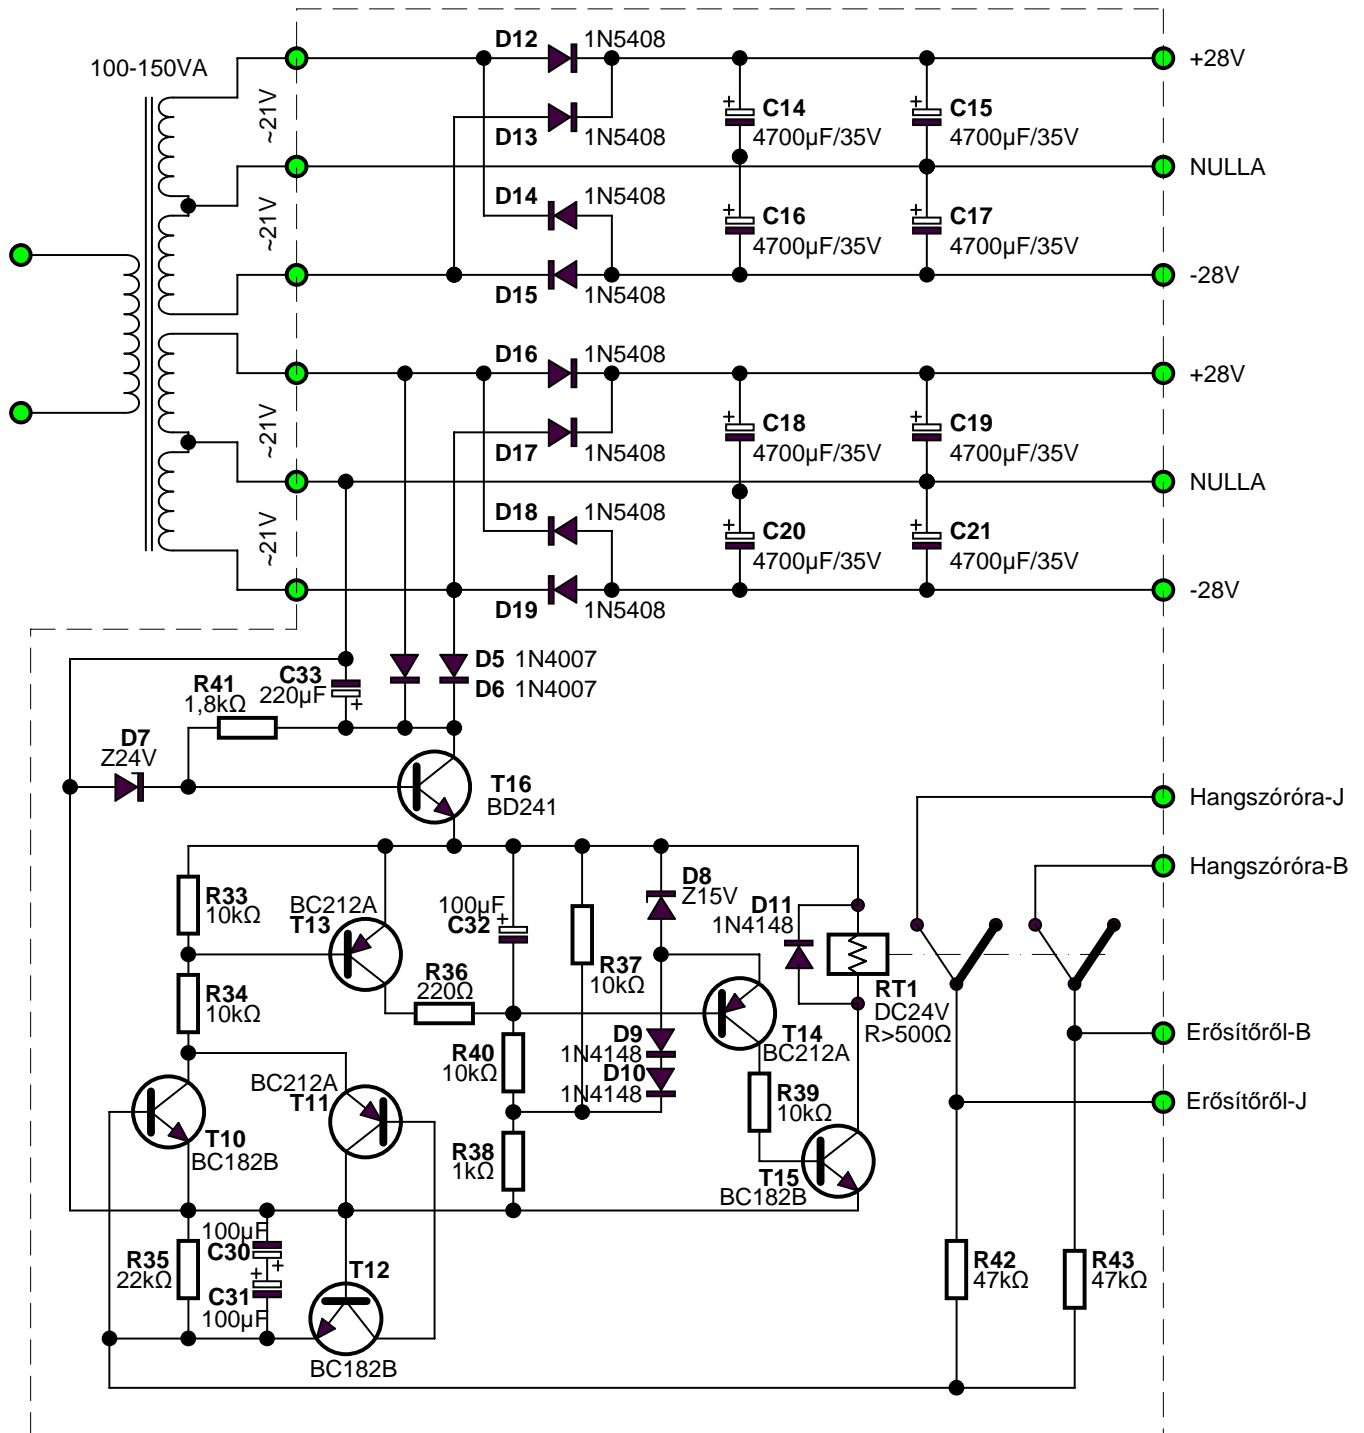 D12 1N5408
+28V
100-150VA
~21V
C14
4700µF/35V
C15
4700µF/35V
D13 1N5408
NULLA
D14 1N5408
~21V
C16
4700µF/35V
C17
4700µF/35V
-28V
D15 1N5408
D16 1N5408
+28V
~21V
C18
4700µF/35V
C19
4700µF/35V
D17 1N5408
NULLA
D18 1N5408
~21V
C20
4700µF/35V
C21
4700µF/35V
-28V
D19 1N5408
D5 1N4007
D6 1N4007
C33
220µF +
R41
1,8kΩ
D7
Z24V
T16
BD241
Hangszóróra-J
Hangszóróra-B
R33
10kΩ
BC212A
T13
100µF
C32
D8
Z15V
D11
1N4148
R34
10kΩ
R36
220Ω
R37
10kΩ
RT1
DC24V
R>500Ω
T14
BC212A
Erősítőről-B
D9
1N4148
D10
1N4148
R40
10kΩ
BC212A
T11
R39
10kΩ
Erősítőről-J
T10
BC182B
R38
1kΩ
T15
BC182B
100µF
C30
R35
22kΩ
C31
100µF
T12
BC182B
R42
47kΩ
R43
47kΩ